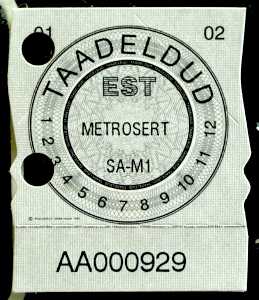 01 02
TAADELDUD
EST
METROSERT
SA-M1
1 2 3 4 5 6 7 8 9 10 11 12
AA000929